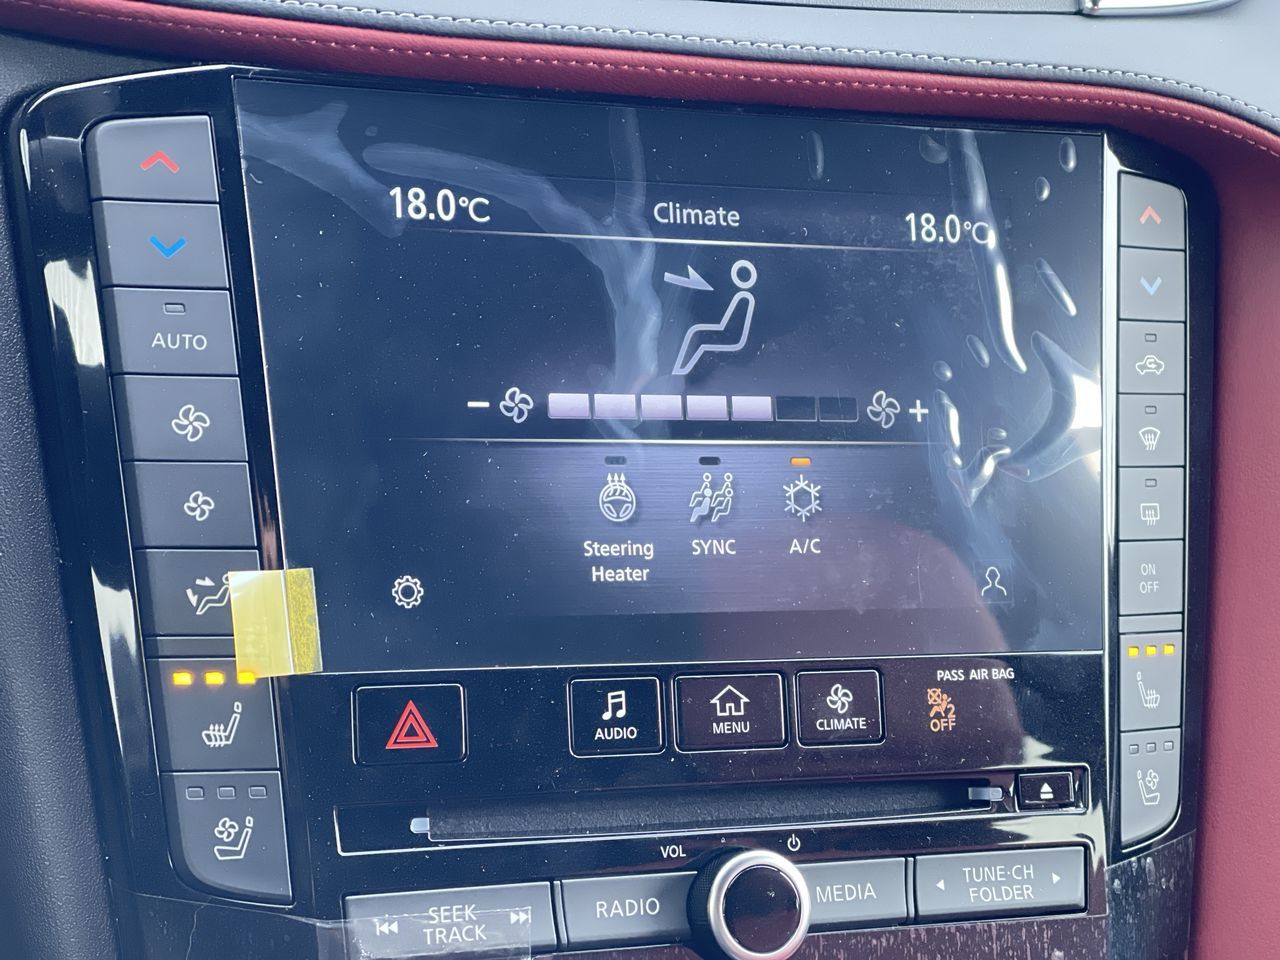 18.0°C
Climate
18.0°C
AUTO
Steering
Heater
SYNC
A/C
ON
OFF
AUDIO
MENU
CLIMATE
PASS AIR BAG
2
OFF
VOL
SEEK
TRACK
RADIO
MEDIA
TUNE·CH
FOLDER